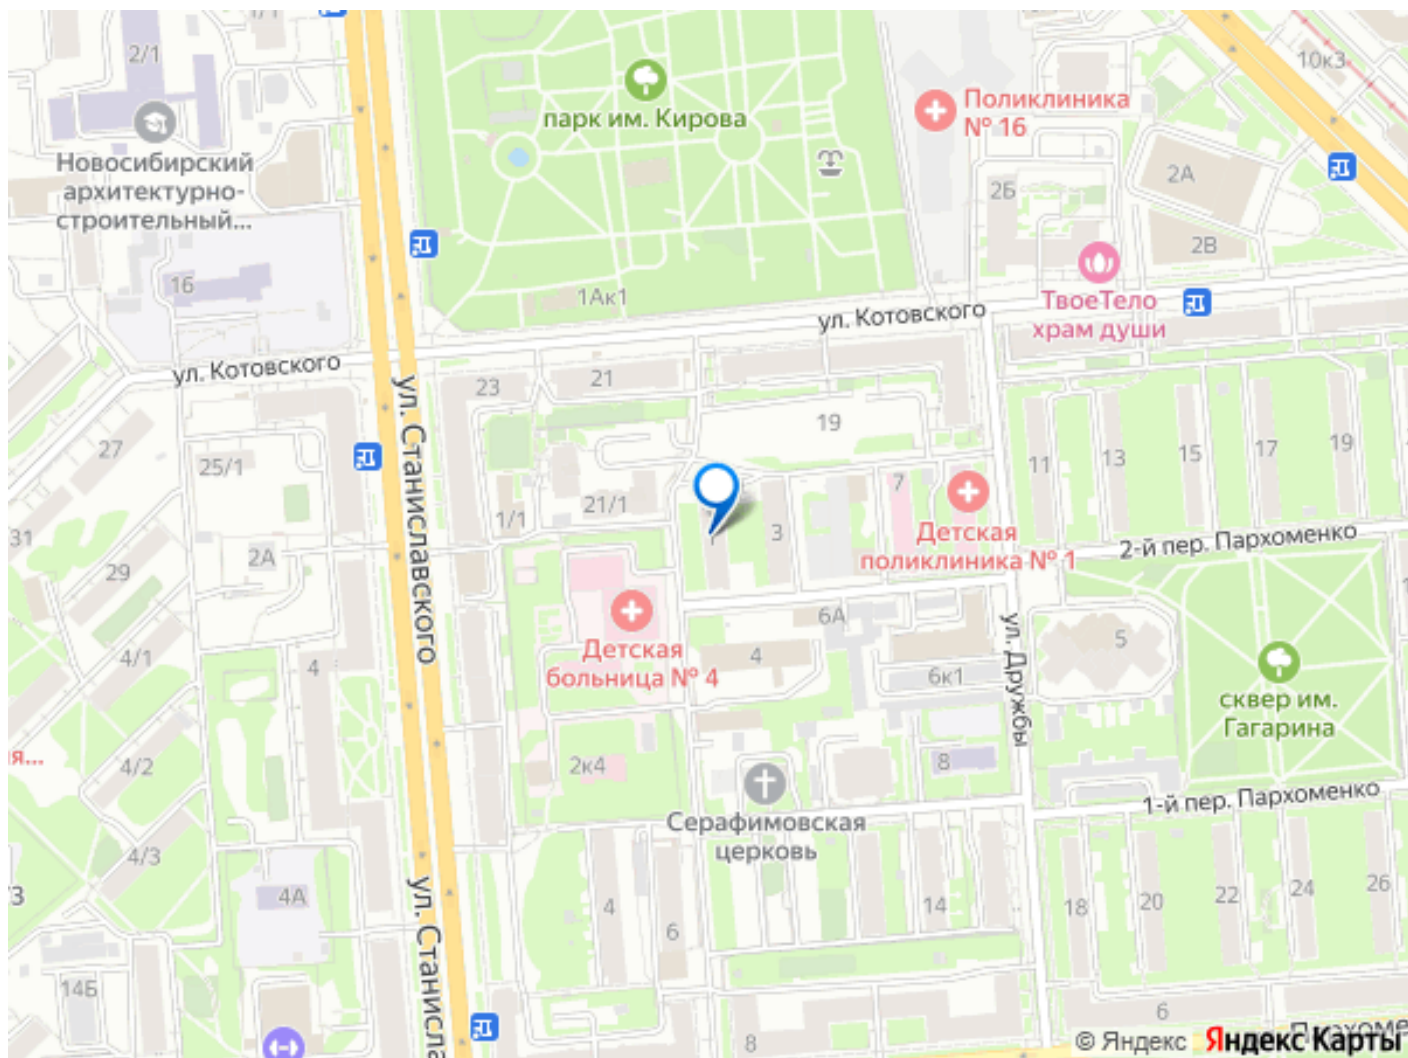 1/1
2/1
10к3
парк им. Кирова
Поликлиника
№ 16
Новосибирский
архитектурно-
строительный...
2А
2Б
2В
16
1Ак1
ТвоеТело
храм души
ул. Котовского
ул. Котовского
23
21
19
27
25/1
ул. Станиславского
11
13
15
17
19
21/1
1/1
7
3
Детская
поликлиника № 1
2-й пер. Пархоменко
31
29
2А
6А
Детская
больница № 4
4
5
6к1
ул. Дружбы
сквер им.
Гагарина
4/1
4
я...
4/2
2к4
8
1-й пер. Пархоменко
Серафимовская
церковь
4/3
4А
4
6
14
18
20
22
24
26
14Б
8
6
© Яндекс Яндекс Карты